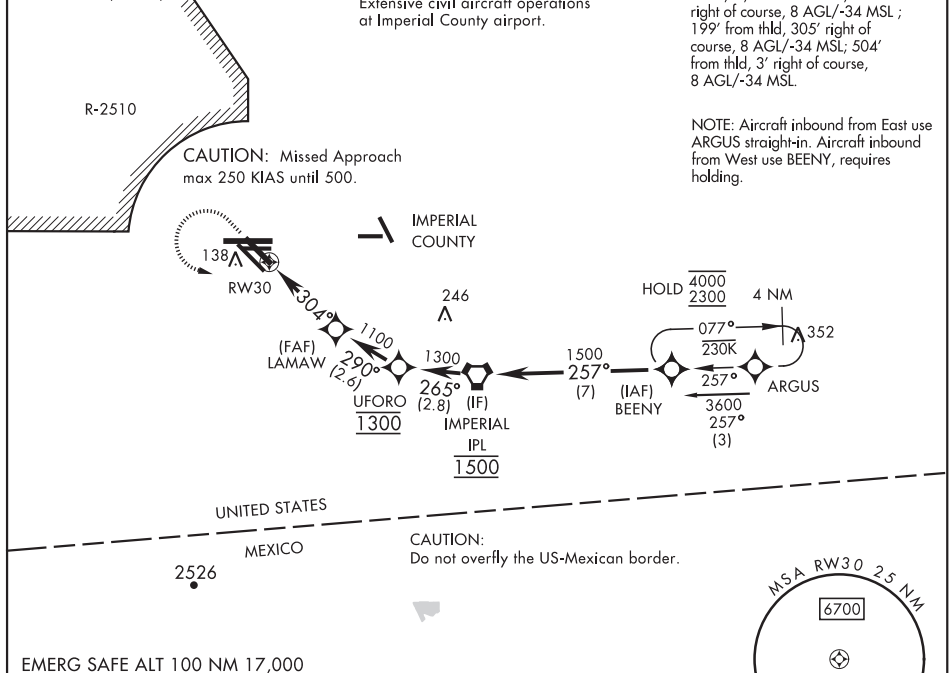 Extensive civil aircraft operations
at Imperial County airport.
right of course, 8 AGL/-34 MSL ;
199' from thld, 305' right of
course, 8 AGL/-34 MSL; 504'
from thld, 3' right of course,
8 AGL/-34 MSL.
R-2510
NOTE: Aircraft inbound from East use
ARGUS straight-in. Aircraft inbound
from West use BEENY, requires
holding.
CAUTION: Missed Approach
max 250 KIAS until 500.
IMPERIAL
COUNTY
138
RW30
246
HOLD 4000
2300
4 NM
077°
352
230K
304°
(FAF)
LAMAW
1100
290°
(2.6)
UFORO
1300
1300
265°
(2.8)
(IF)
IMPERIAL
IPL
1500
1500
257°
(7)
(IAF)
BEENY
257°
ARGUS
3600
257°
(3)
UNITED STATES
MEXICO
CAUTION:
Do not overfly the US-Mexican border.
2526
MSA RW30 25 NM
6700
EMERG SAFE ALT 100 NM 17,000